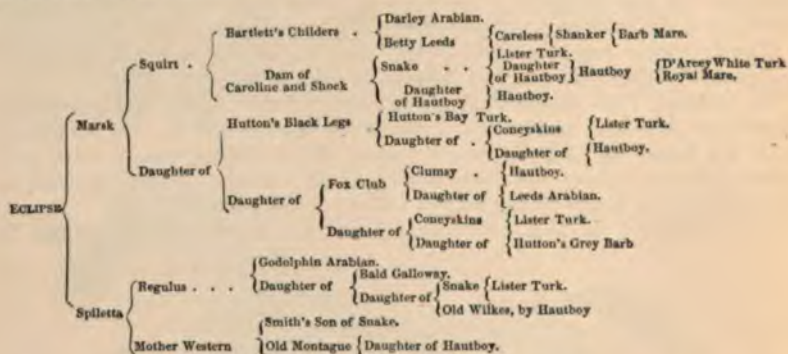 Darley Arabian.
Bartlett's Childers .
Betty Leeds Careless Shanker Barb Mare.
Squirt .
Lister Turk.
Snake . . Daughter of Hautboy Hautboy D'Arcey White Turk
Royal Mare.
Dam of
Caroline and Shock
Daughter
of Hautboy Hautboy.
Marsk
Hutton's Bay Turk.
Hutton's Black Legs
Daughter of . Coneyskins Lister Turk.
Daughter of Hautboy.
Daughter of
Clumsy . Hautboy.
Fox Club
Daughter of Leeds Arabian.
Daughter of
Coneyskins Lister Turk.
Daughter of
Daughter of Hutton's Grey Barb
ECLIPSE
Godolphin Arabian.
Regulus . . .
Bald Galloway.
Daughter of
Daughter of Snake Lister Turk.
Old Wilkes, by Hautboy
Spiletta
Smith's Son of Snake.
Mother Western
Old Montague Daughter of Hautboy.